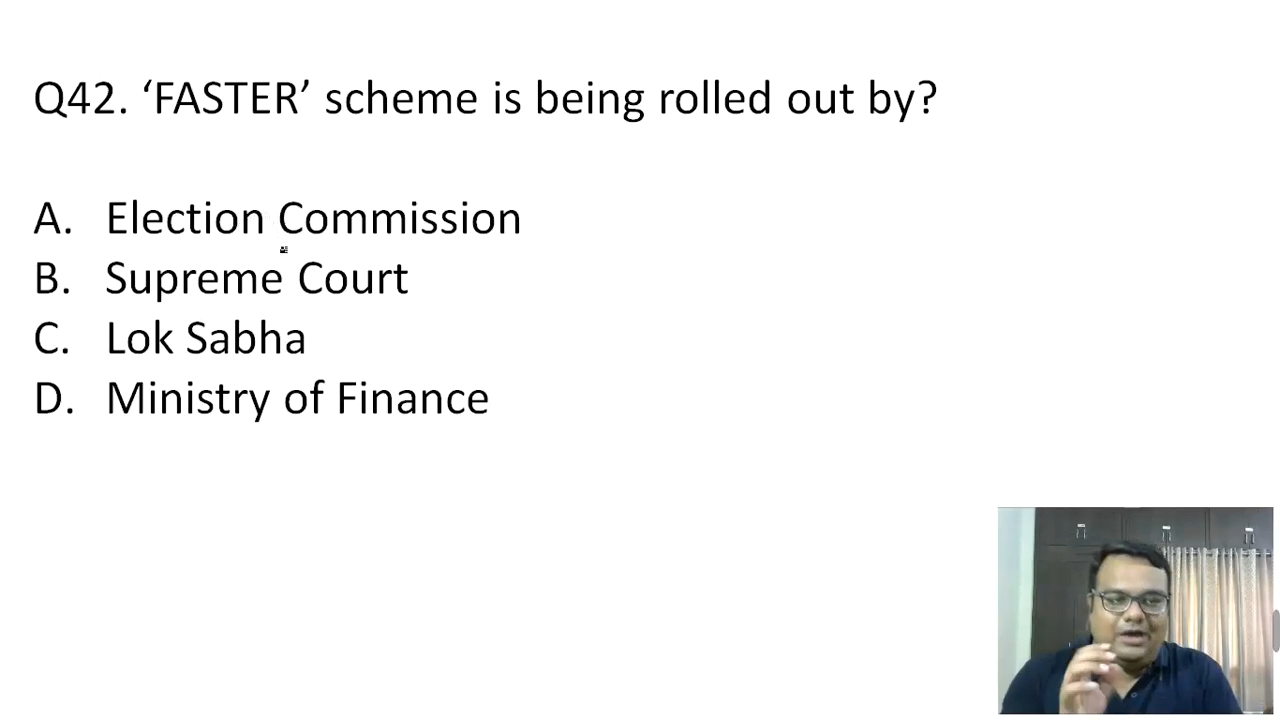 Q42. ‘FASTER’ scheme is being rolled out by?
A. Election Commission
B. Supreme Court
C. Lok Sabha
D. Ministry of Finance